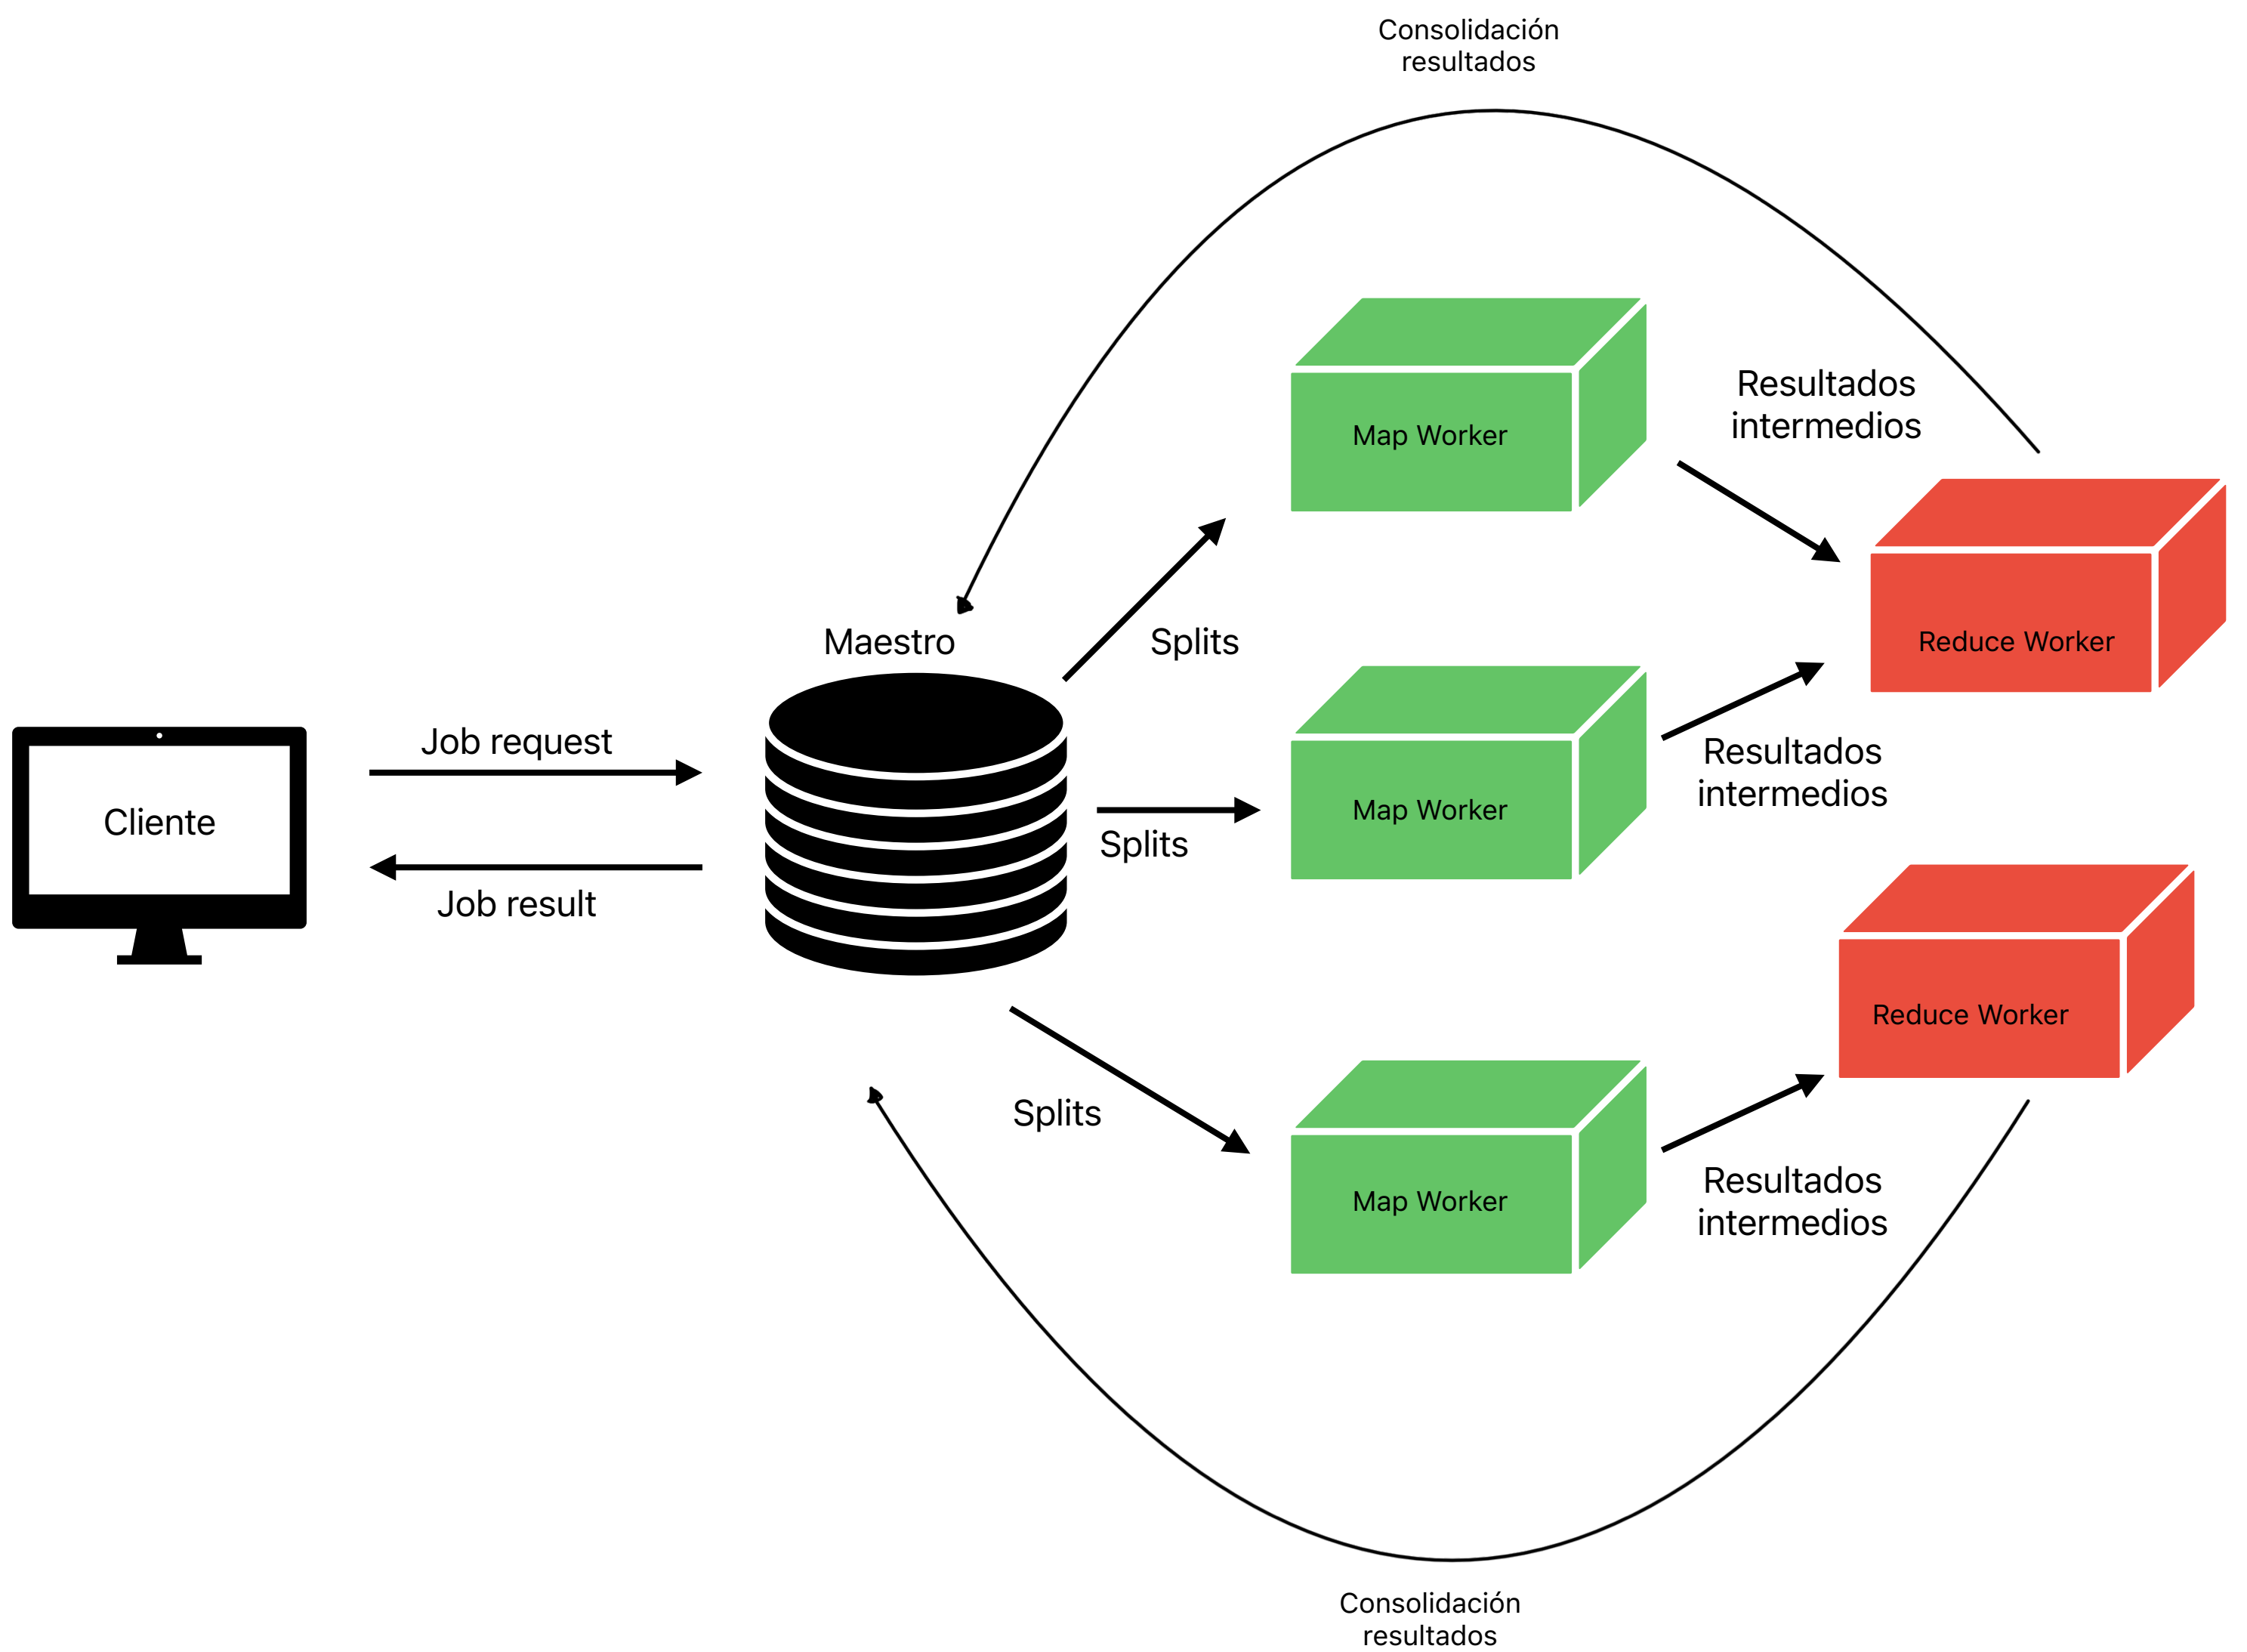 Consolidación
resultados
Resultados
intermedios
Map Worker
Maestro
Splits
Reduce Worker
Job request
Resultados
intermedios
Cliente
Map Worker
Splits
Job result
Reduce Worker
Splits
Map Worker
Resultados
intermedios
Consolidación
resultados